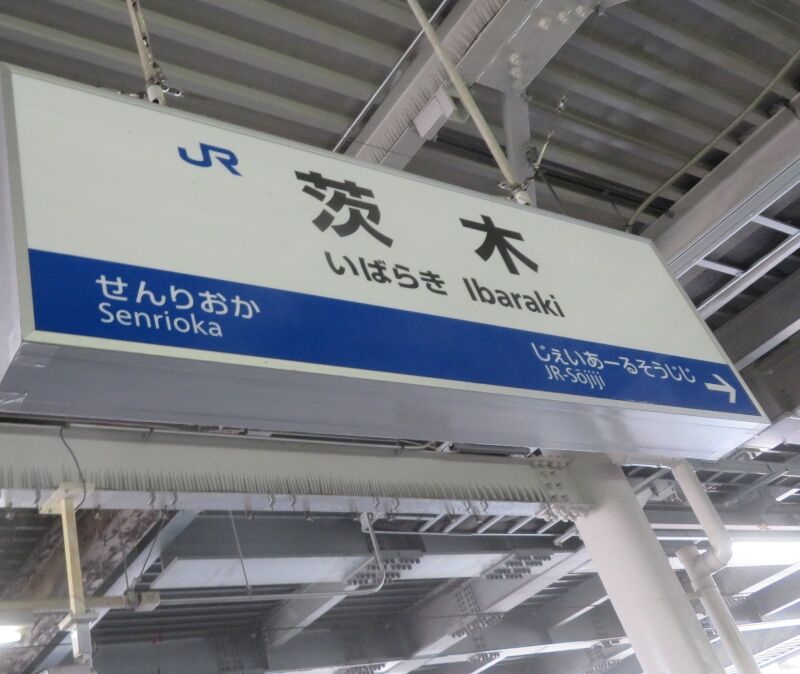 JR
茨木
いばらき Ibaraki
せんりおか
Senrioka
じぇいあーるそうじじ
JR-Sōjiji →